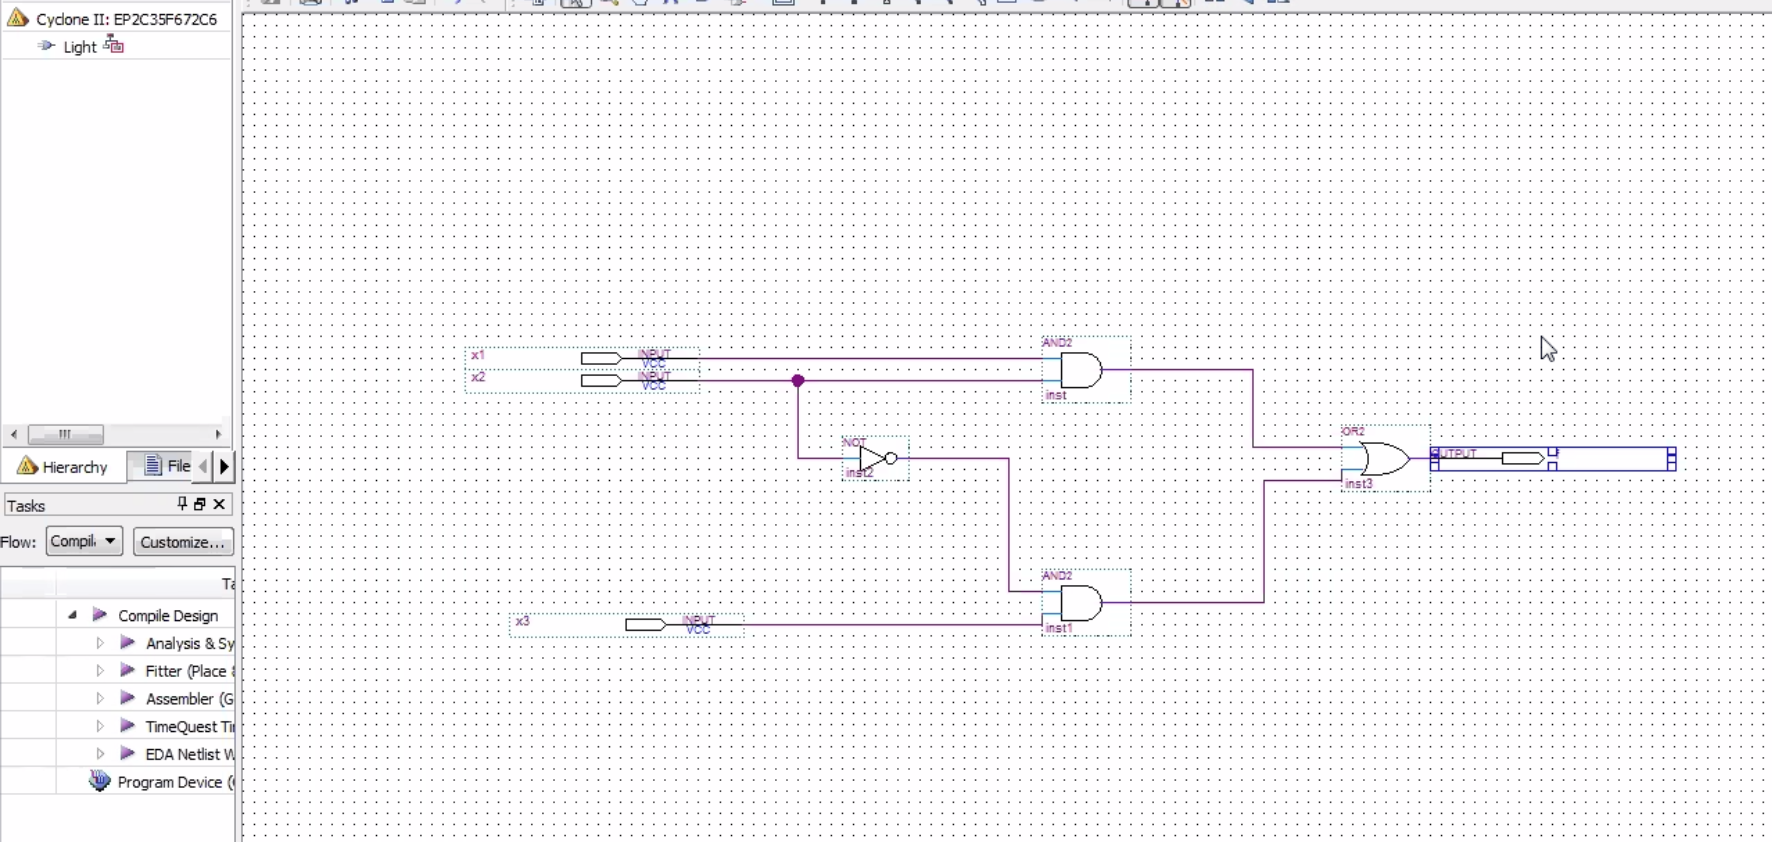 Cyclone II: EP2C35F672C6
Light
Hierarchy
File
Tasks
Flow:
Compil
Customize...
Ta
Compile Design
Analysis & Sy
Fitter (Place
Assembler (G
TimeQuest Ti
EDA Netlist W
Program Device (
x1
INPUT
VCC
x2
INPUT
VCC
AND2
inst
NOT
inst2
OR2
inst3
OUTPUT
AND2
inst1
x3
INPUT
VCC